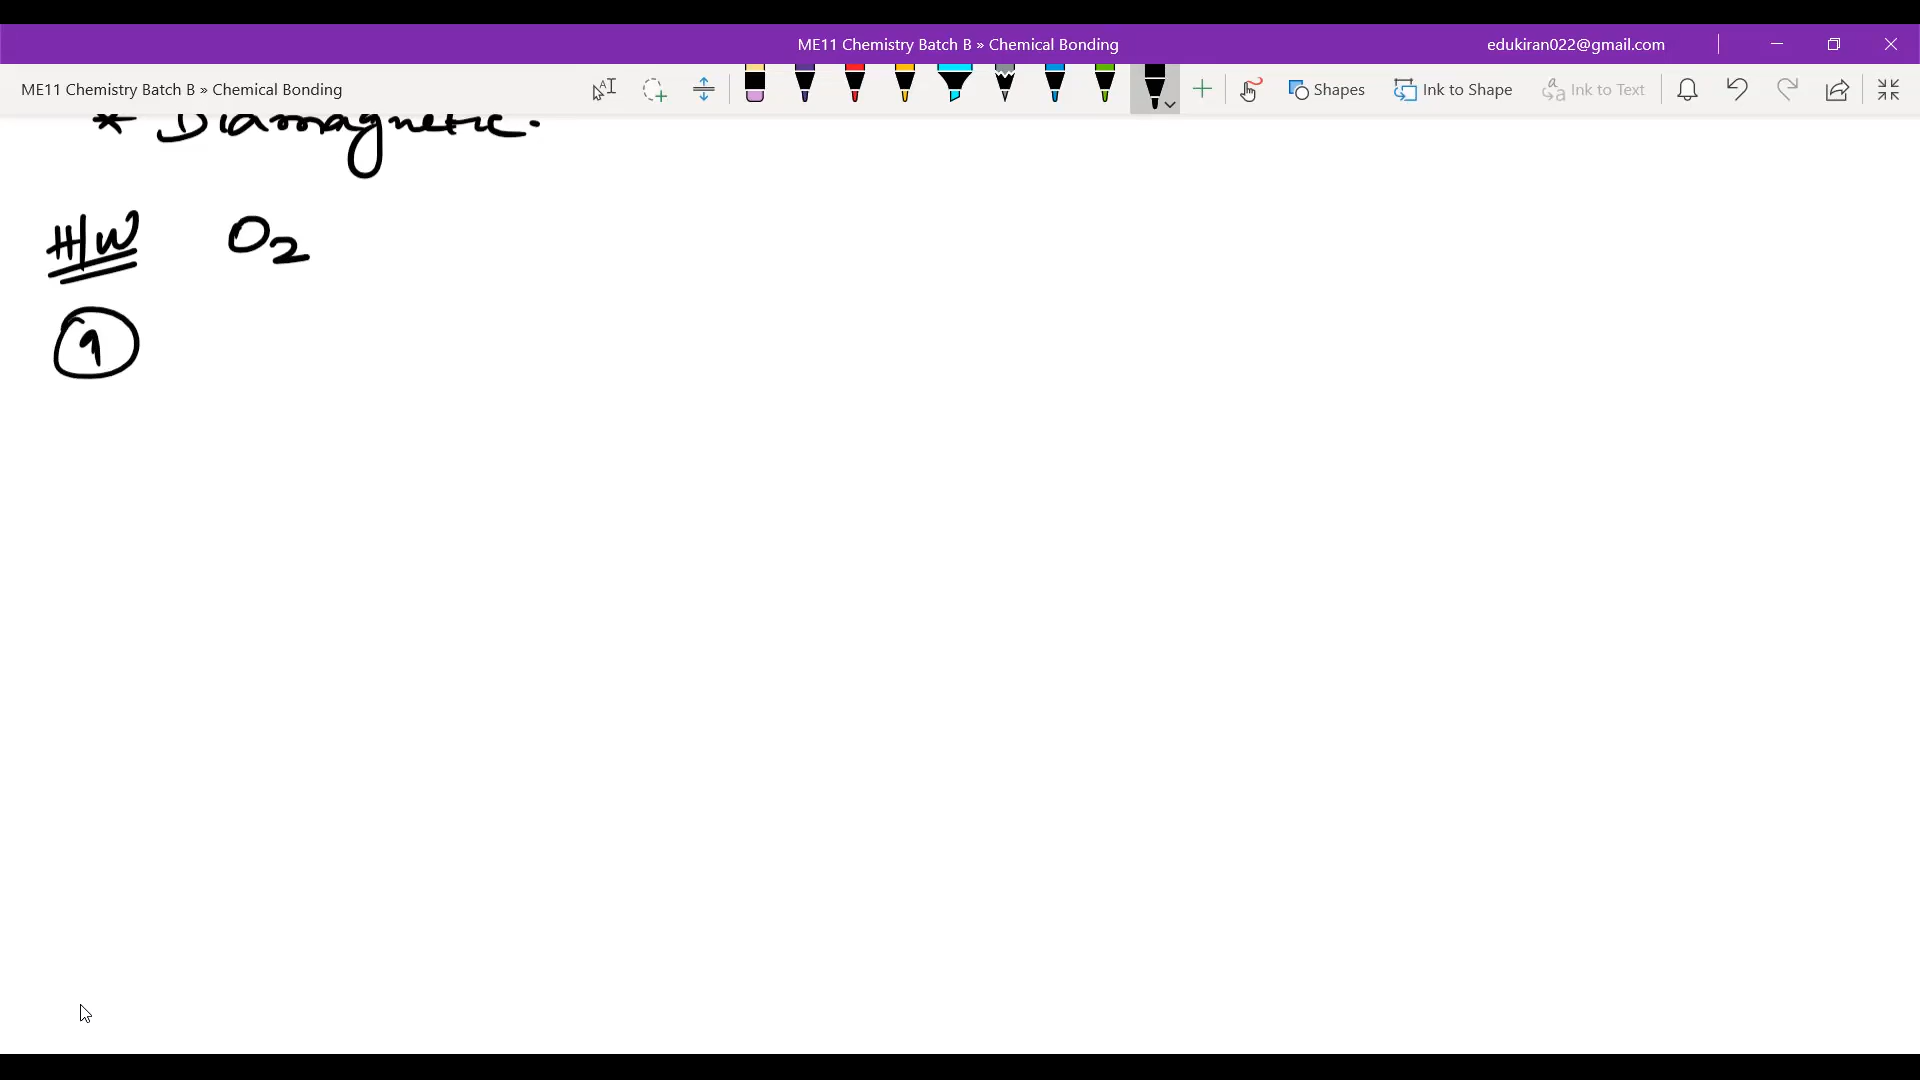 ME11 Chemistry Batch B » Chemical Bonding
edukiran022@gmail.com
ME11 Chemistry Batch B » Chemical Bonding
Shapes
Ink to Shape
Ink to Text
* Diamagnetic.
H/W O₂
9